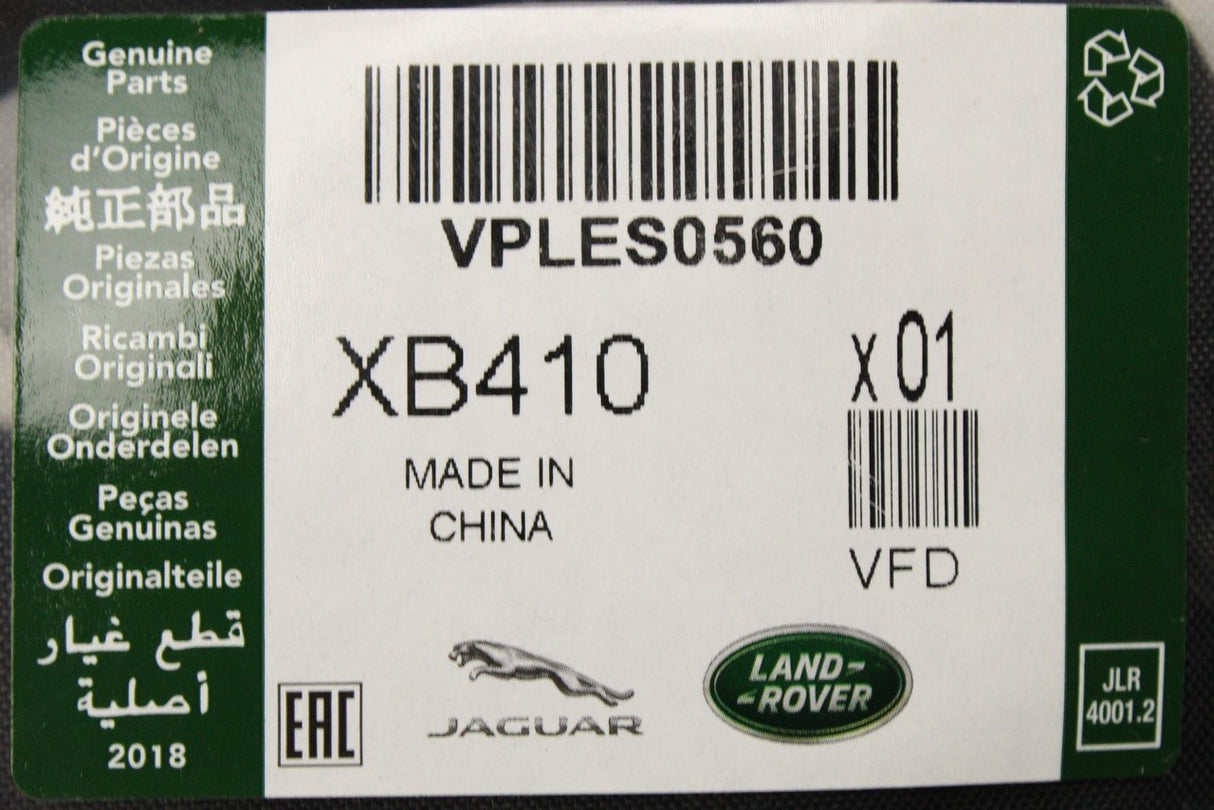 Genuine
Parts
Pièces
d'Origine
純正部品
Piezas
Originales
Ricambi
Originali
Originele
Onderdelen
Peças
Genuinas
Originalteile
قطع غيار
أصلية
2018
VPLES0560
XB410
x 01
MADE IN
CHINA
VFD
EAC
JAGUAR
LAND-
-ROVER
JLR
4001.2